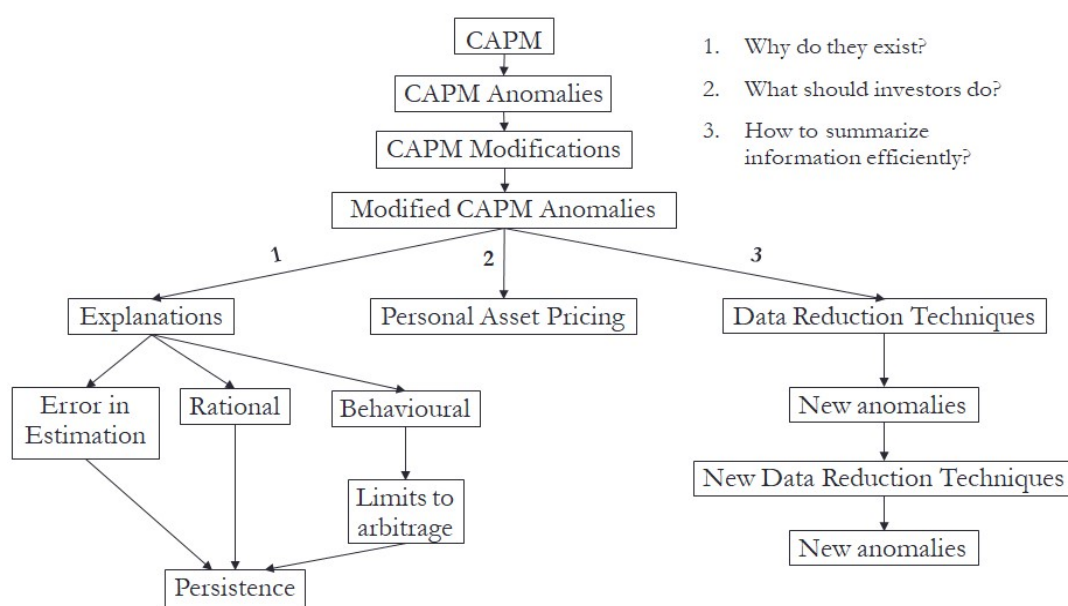 CAPM
1. Why do they exist?
CAPM Anomalies
2. What should investors do?
CAPM Modifications
3. How to summarize
information efficiently?
Modified CAPM Anomalies
1
2
3
Explanations
Personal Asset Pricing
Data Reduction Techniques
Error in
Estimation
Rational
Behavioural
New anomalies
New Data Reduction Techniques
Limits to
arbitrage
New anomalies
Persistence